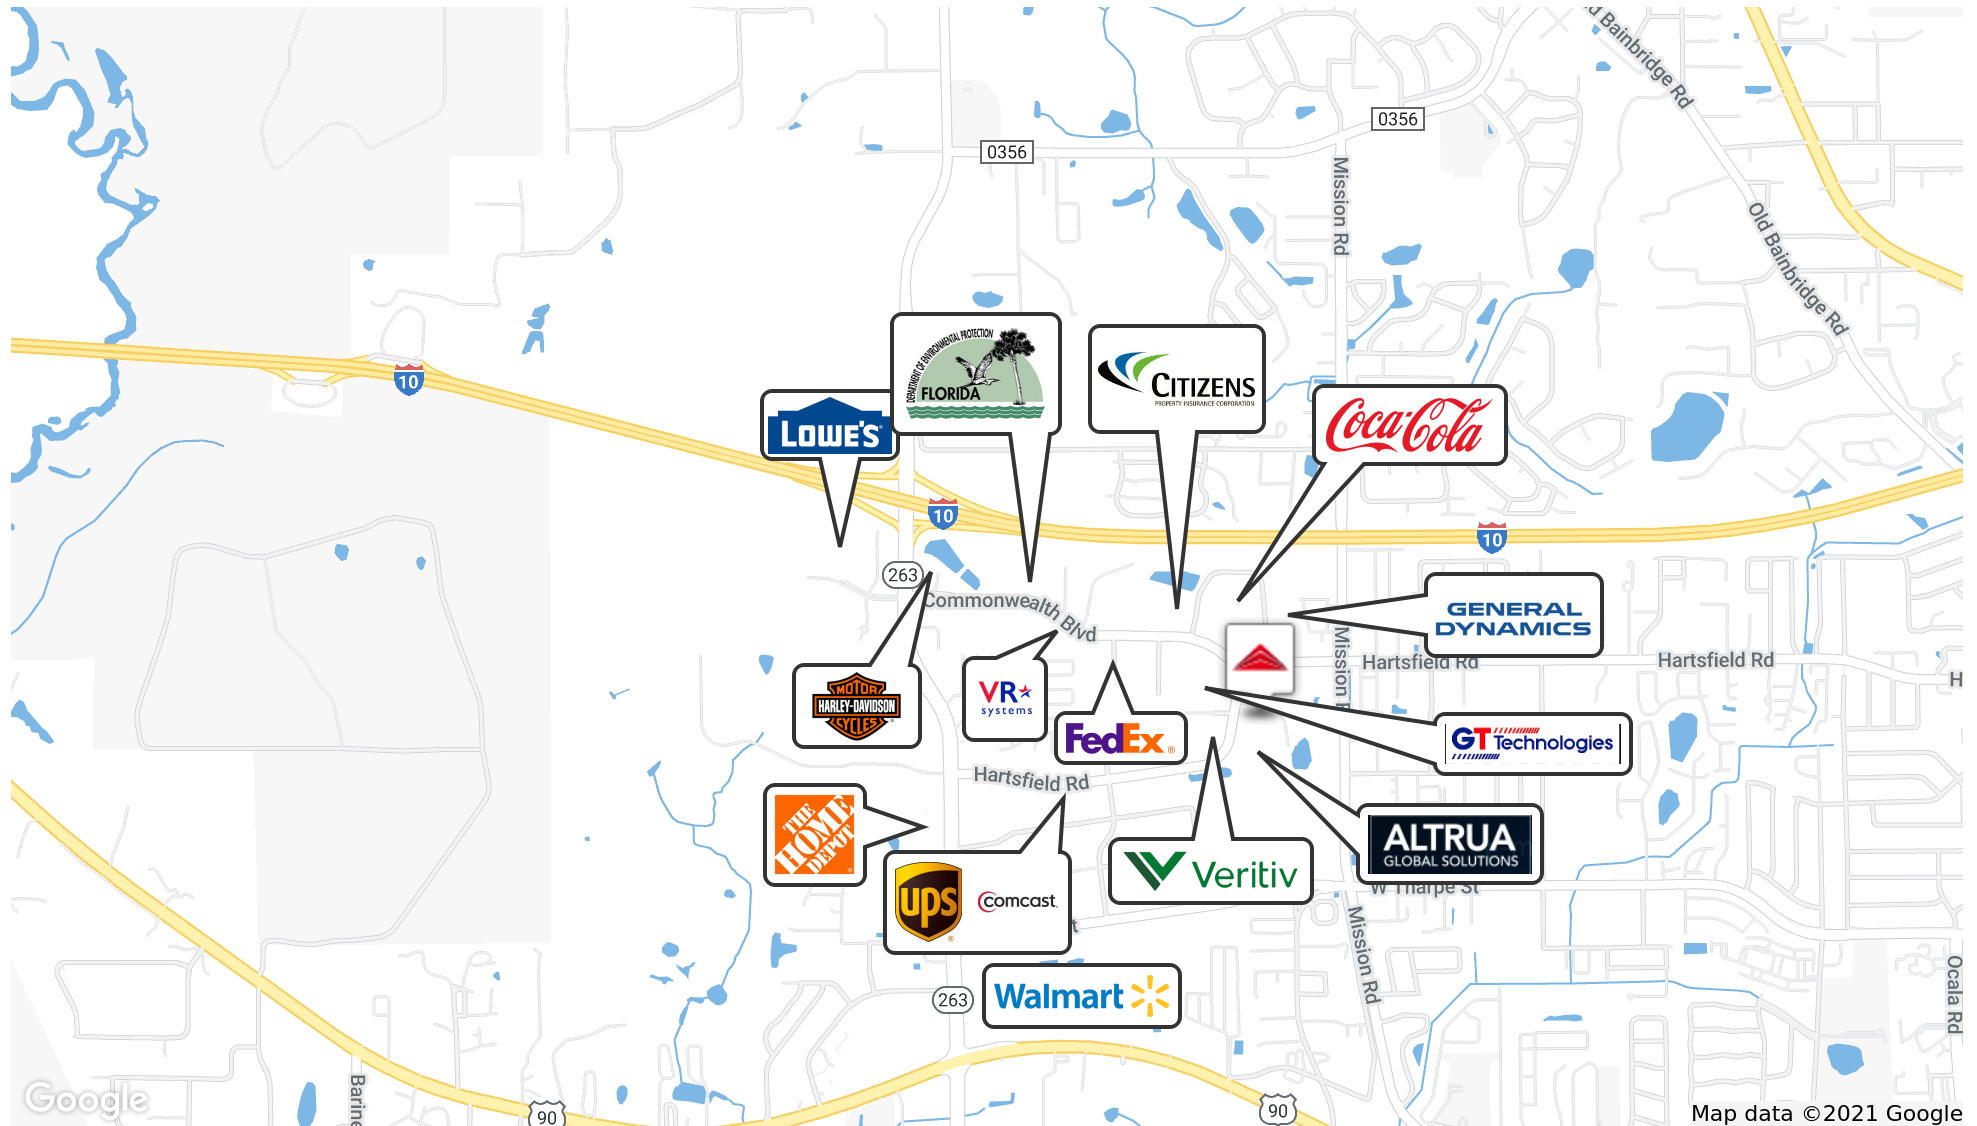 Old Bainbridge Rd
0356
0356
Mission Rd
Old Bainbridge Rd
10
DEPARTMENT OF ENVIRONMENTAL PROTECTION
FLORIDA
CITIZENS
PROPERTY INSURANCE CORPORATION
LOWE'S
Coca-Cola
10
10
263
Commonwealth Blvd
GENERAL
DYNAMICS
Mission R
Hartsfield Rd
Hartsfield Rd
H
MOTOR
HARLEY-DAVIDSON
CYCLES
VR
systems
FedEx®
GT Technologies
Hartsfield Rd
THE
HOME
DEPOT
ALTRUA
GLOBAL SOLUTIONS
Veritiv
W Tharpe St
ups
Comcast
t
Mission Rd
263
Walmart
Ocala Rd
Google
Barine
90
90
Map data ©2021 Google